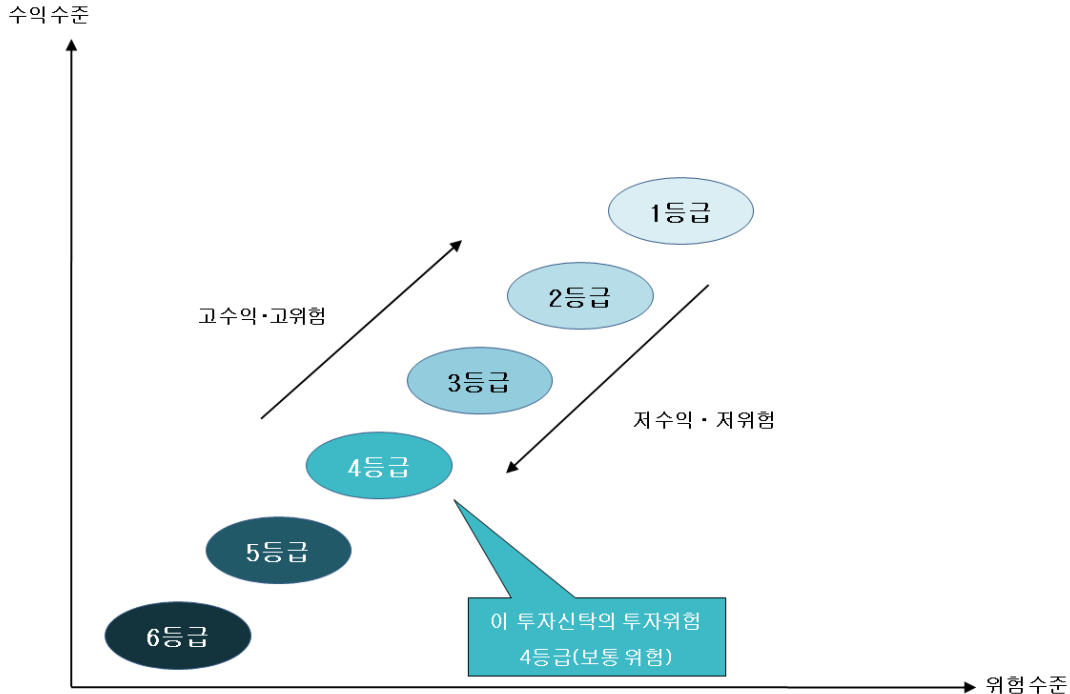 수익수준
1등급
2등급
고수익·고위험
3등급
저수익·저위험
4등급
5등급
이 투자신탁의 투자위험
4등급(보통 위험)
6등급
위험수준